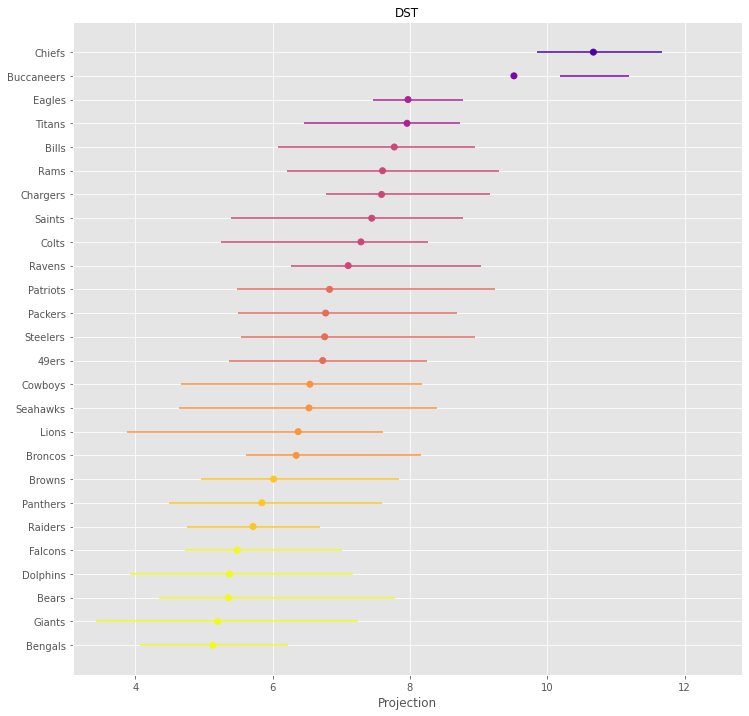 DST
Chiefs
Buccaneers
Eagles
Titans
Bills
Rams
Chargers
Saints
Colts
Ravens
Patriots
Packers
Steelers
49ers
Cowboys
Seahawks
Lions
Broncos
Browns
Panthers
Raiders
Falcons
Dolphins
Bears
Giants
Bengals
4 6 8 10 12
Projection